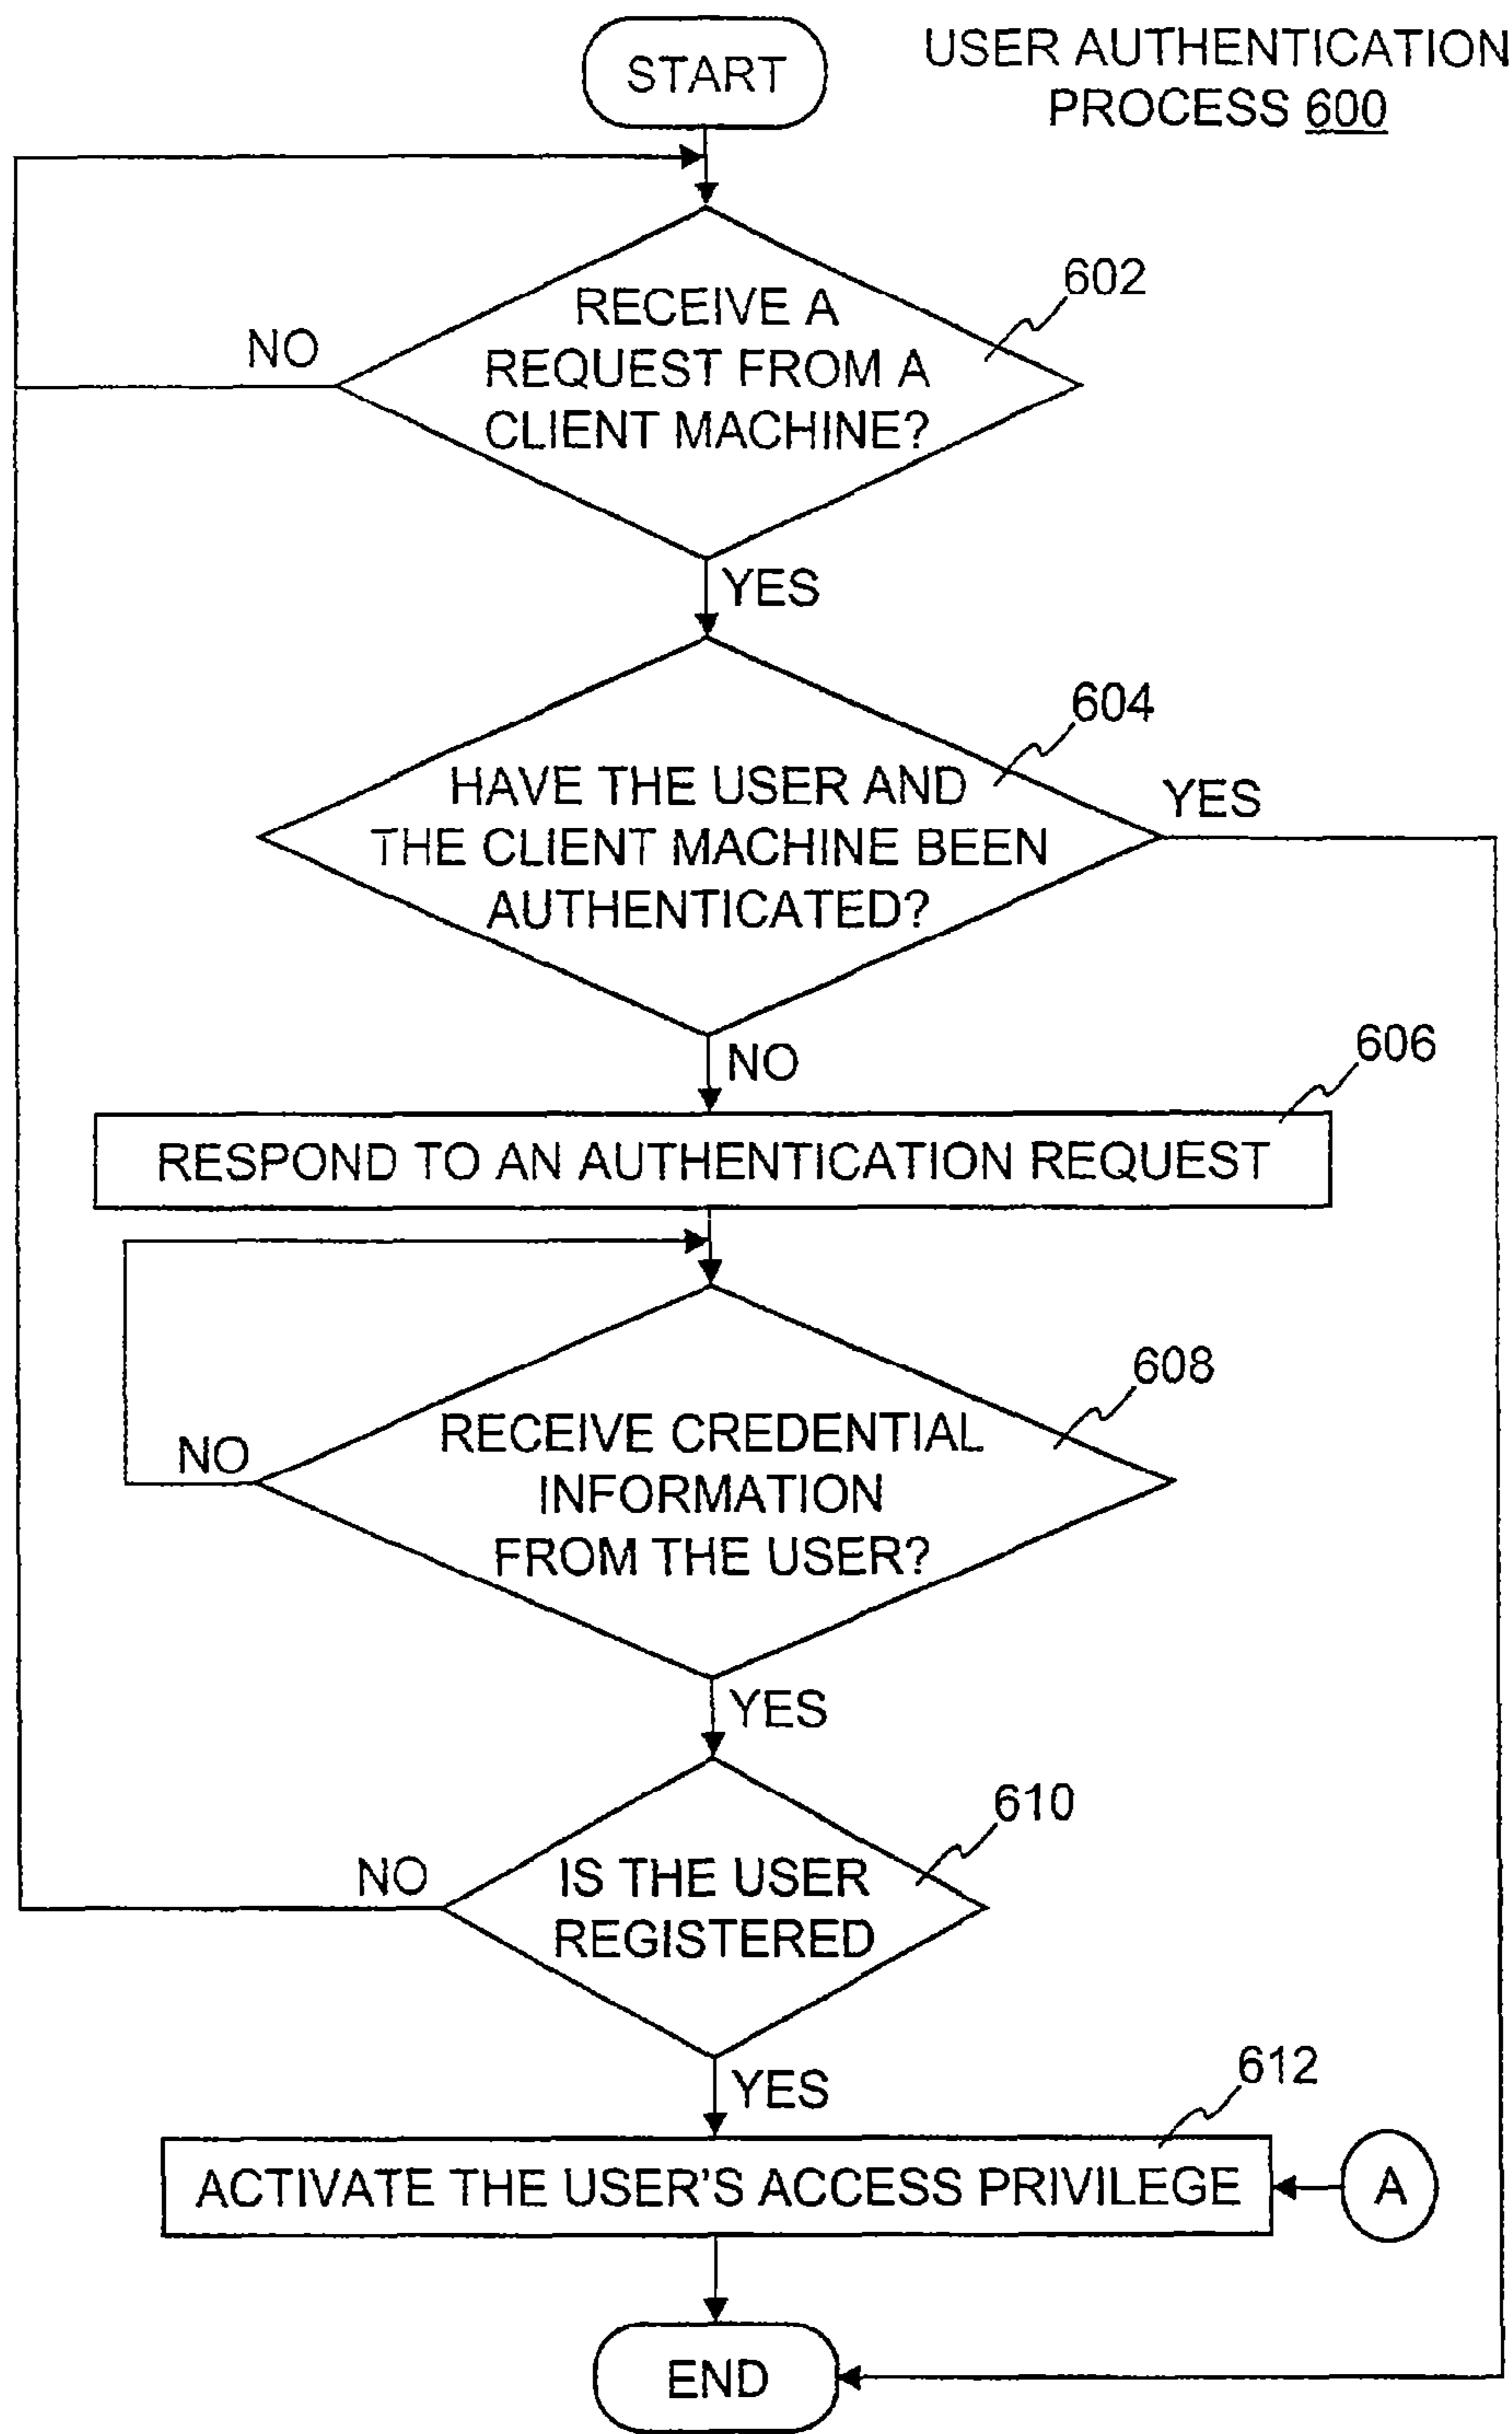 START
USER AUTHENTICATION
PROCESS 600
602
RECEIVE A
REQUEST FROM A
CLIENT MACHINE?
NO
YES
604
HAVE THE USER AND
THE CLIENT MACHINE BEEN
AUTHENTICATED?
YES
NO
606
RESPOND TO AN AUTHENTICATION REQUEST
608
RECEIVE CREDENTIAL
INFORMATION
FROM THE USER?
NO
YES
610
IS THE USER
REGISTERED
NO
YES
612
ACTIVATE THE USER'S ACCESS PRIVILEGE
A
END